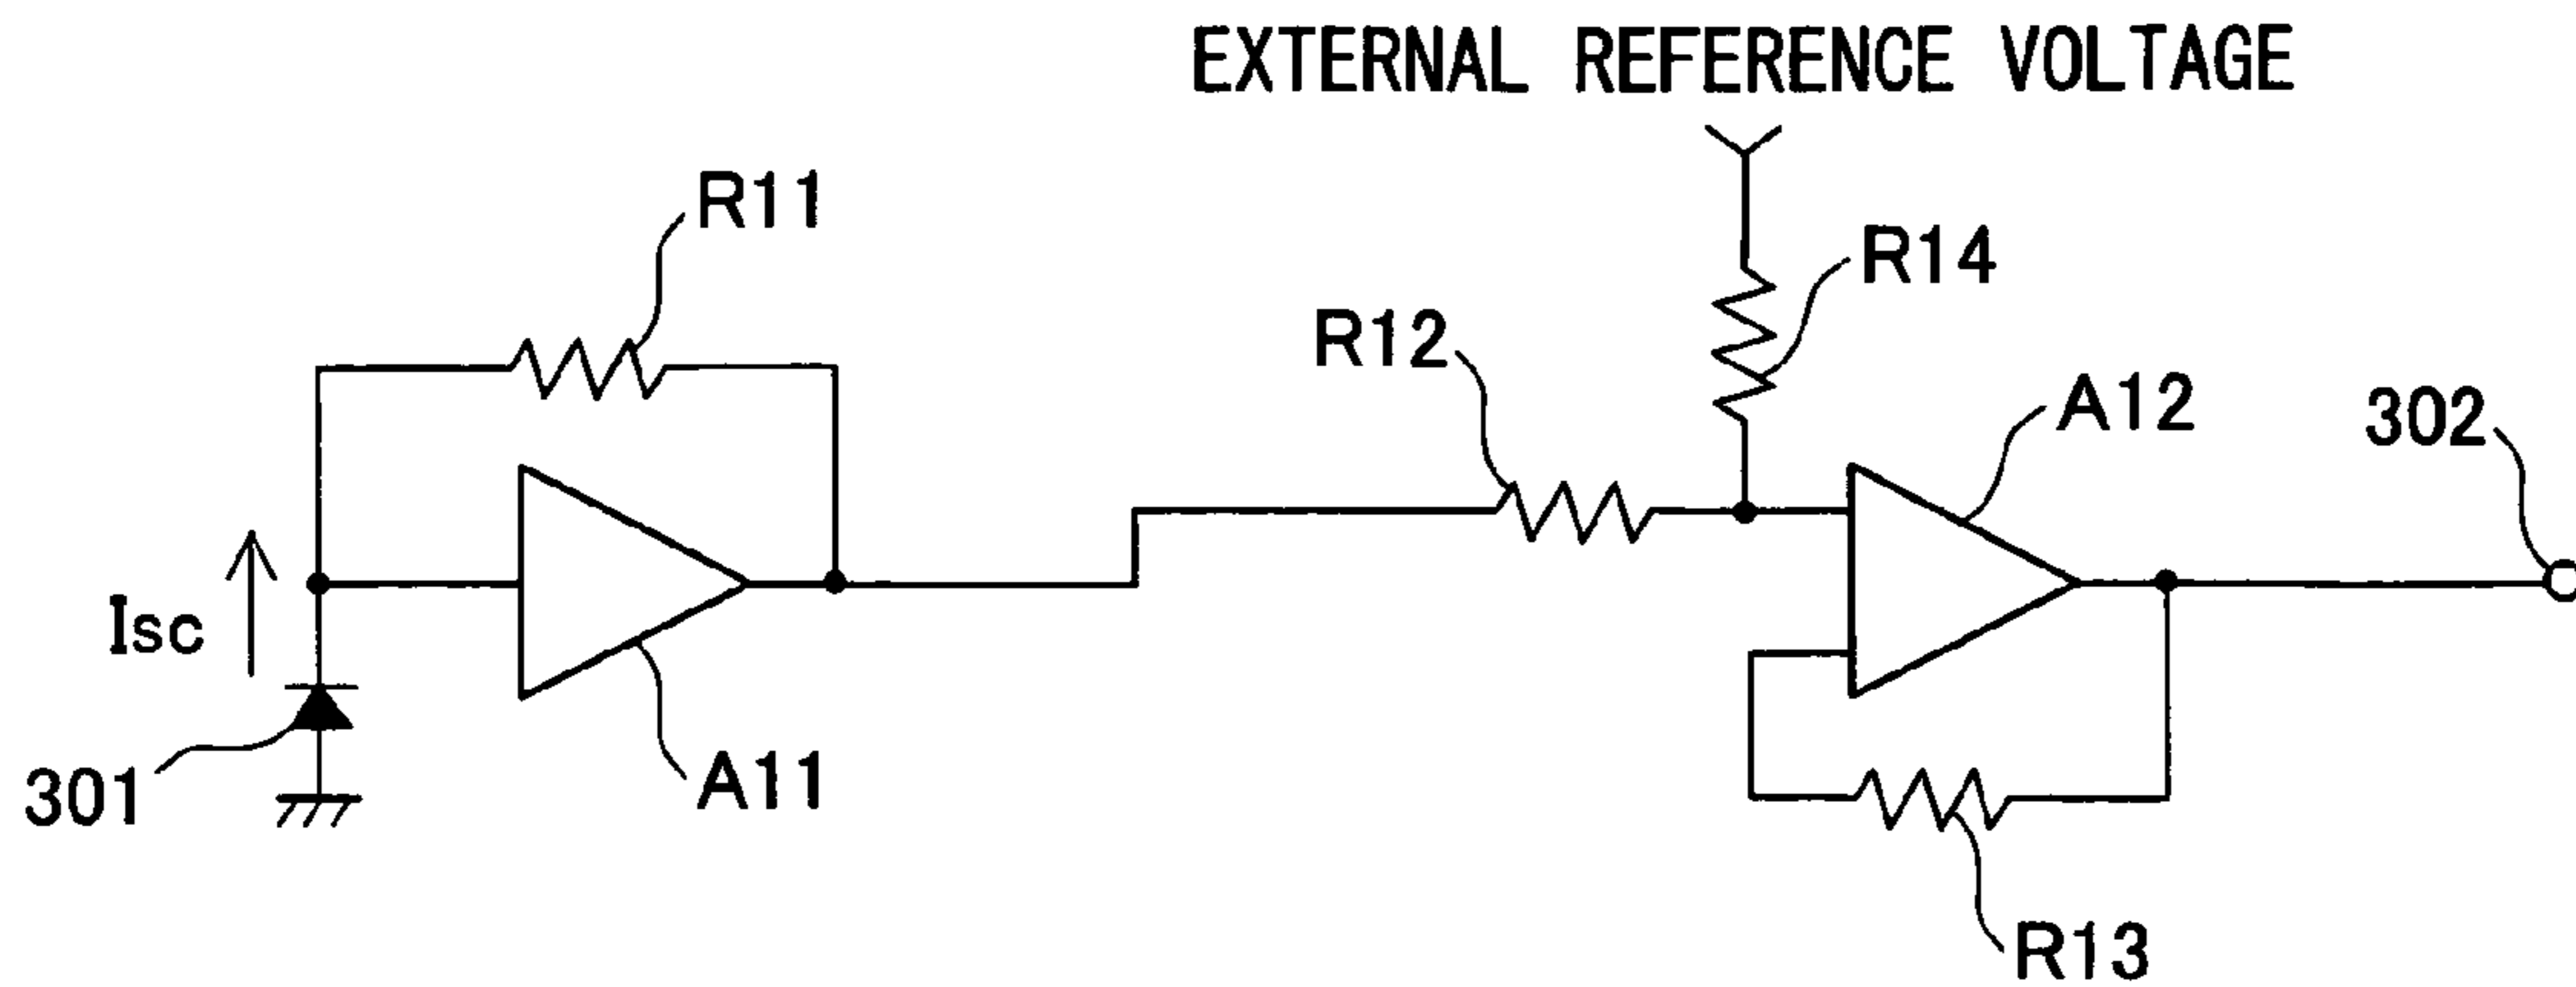 EXTERNAL REFERENCE VOLTAGE
R11
R14
R12
A12
302
Isc
301
A11
R13